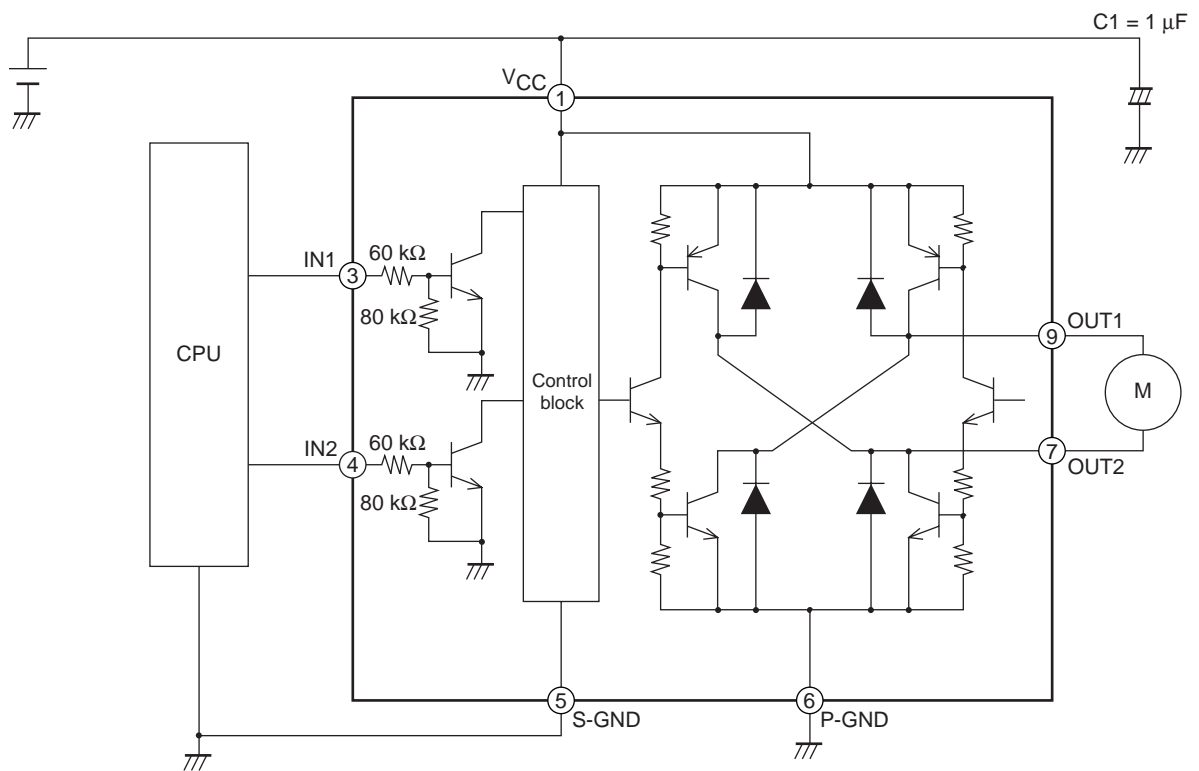 C1 = 1 μF
VCC
1
IN1
3
60 kΩ
80 kΩ
CPU
Control
block
9
OUT1
M
IN2
4
60 kΩ
80 kΩ
7
OUT2
5
S-GND
6
P-GND